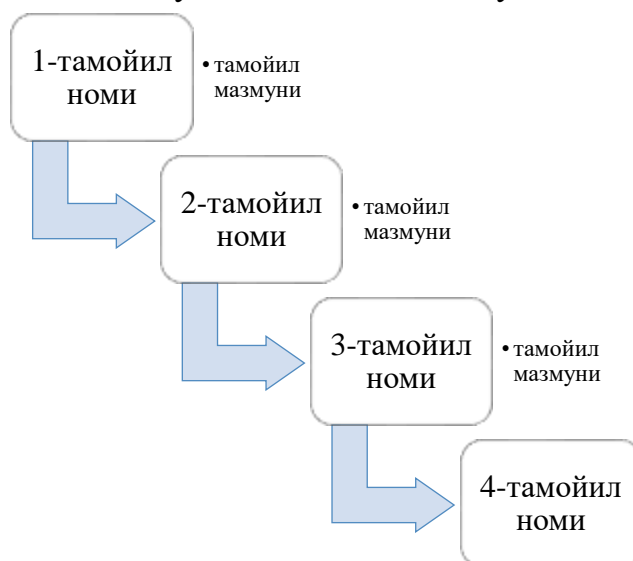 1-тамойил
номи
• тамойил
мазмуни
2-тамойил
номи
• тамойил
мазмуни
3-тамойил
номи
• тамойил
мазмуни
4-тамойил
номи